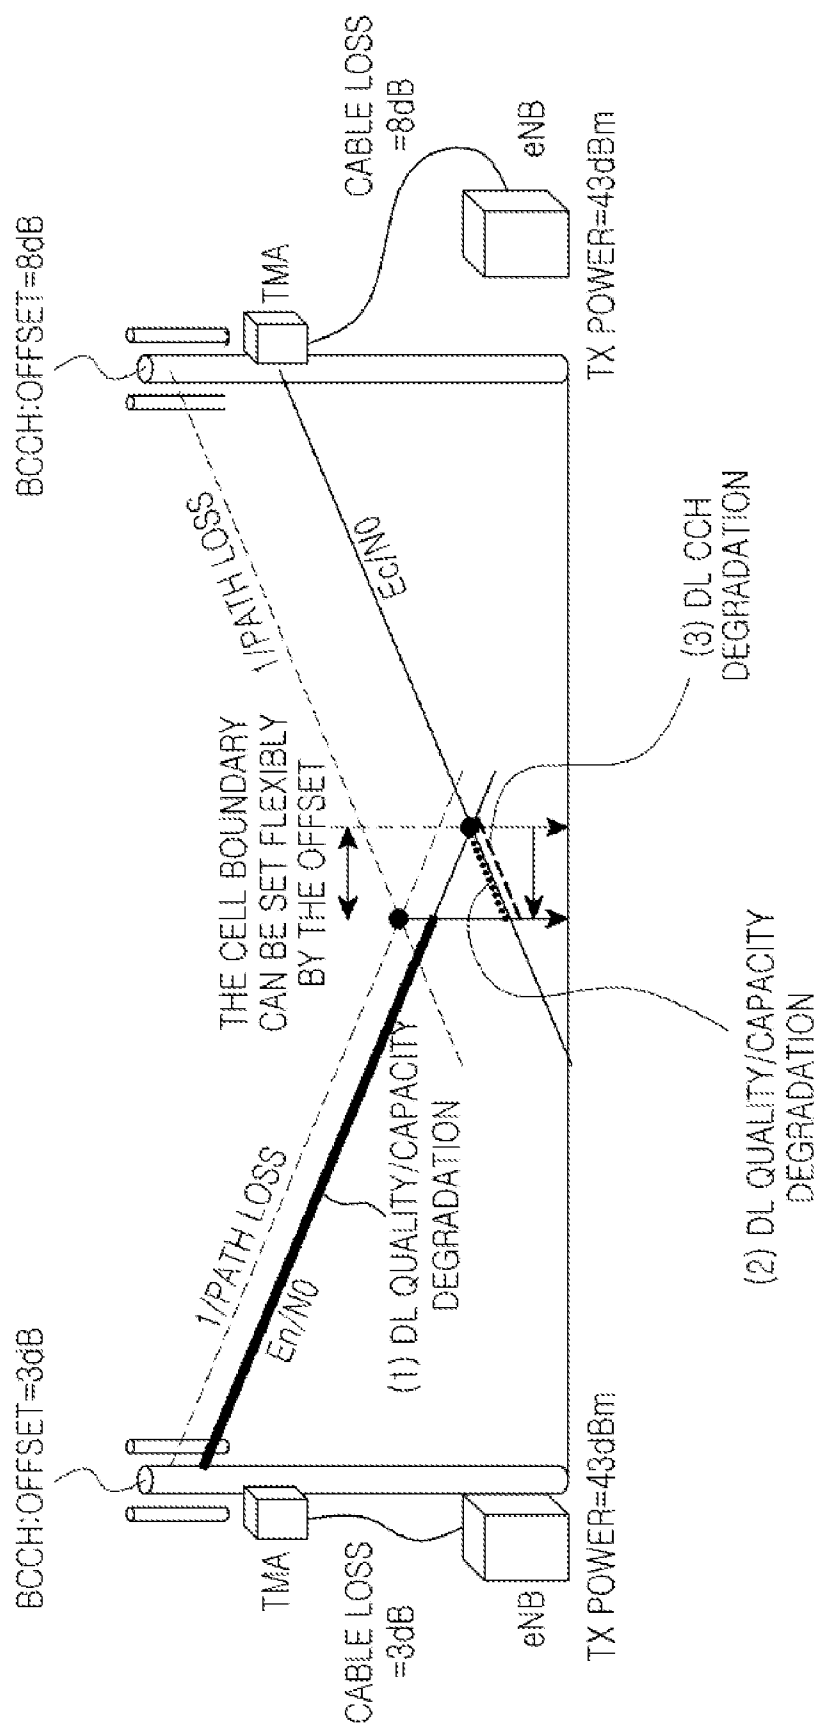 BCCH:OFFSET=3dB
BCCH:OFFSET=8dB
THE CELL BOUNDARY
CAN BE SET FLEXIBLY
BY THE OFFSET
1/PATH LOSS
1/PATH LOSS
En/N0
Ec/N0
TMA
TMA
CABLE LOSS
=3dB
CABLE LOSS
=8dB
(1) DL QUALITY/CAPACITY
DEGRADATION
eNB
eNB
TX POWER=43dBm
TX POWER=43dBm
(3) DL CCH
DEGRADATION
(2) DL QUALITY/CAPACITY
DEGRADATION